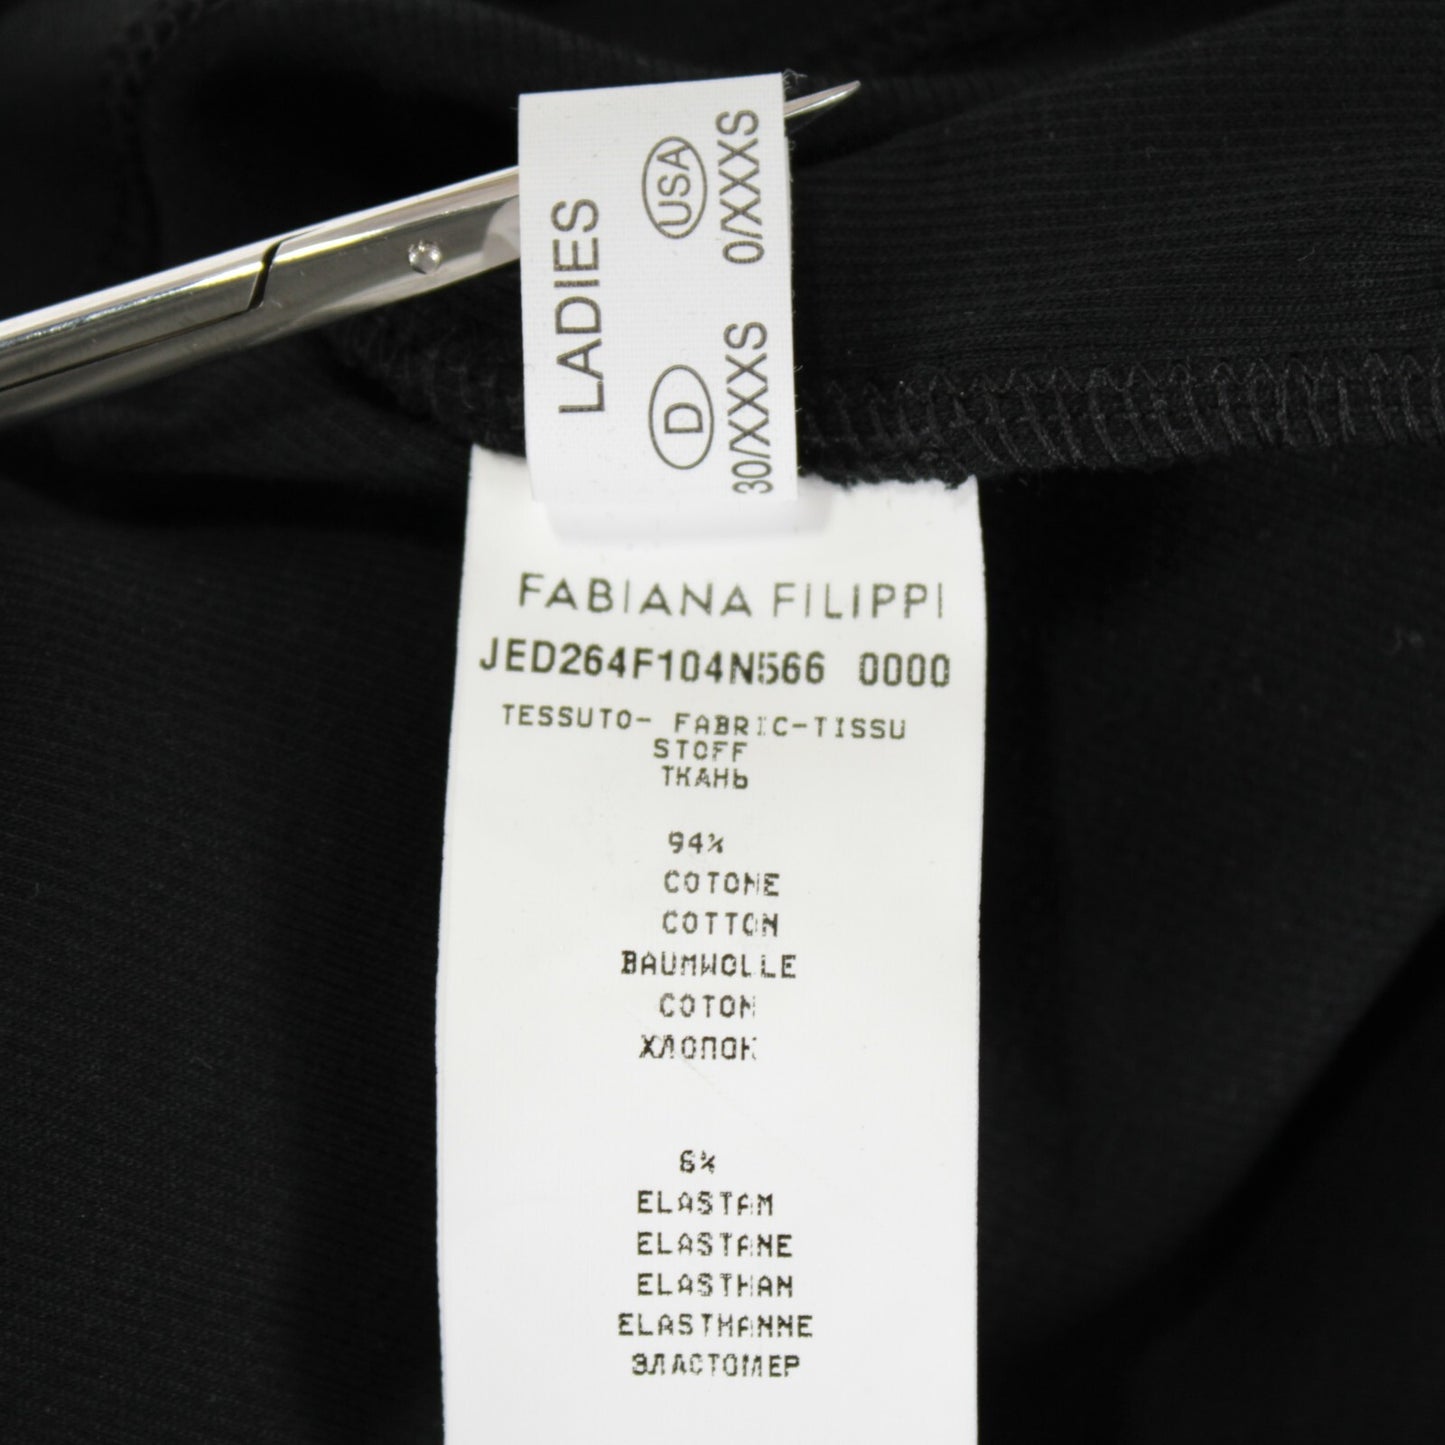 LADIES
D USA
30/XXXS 0/XXXS
FABIANA FILIPPI
JED264F104N566 0000
TESSUTO- FABRIC-TISSU
STOFF
ТКАНЬ
94%
COTONE
COTTON
BAUMWOLLE
COTON
ХЛОПОК
6%
ELASTAM
ELASTANE
ELASTHAN
ELASTHANNE
ЭЛАСТОМЕР